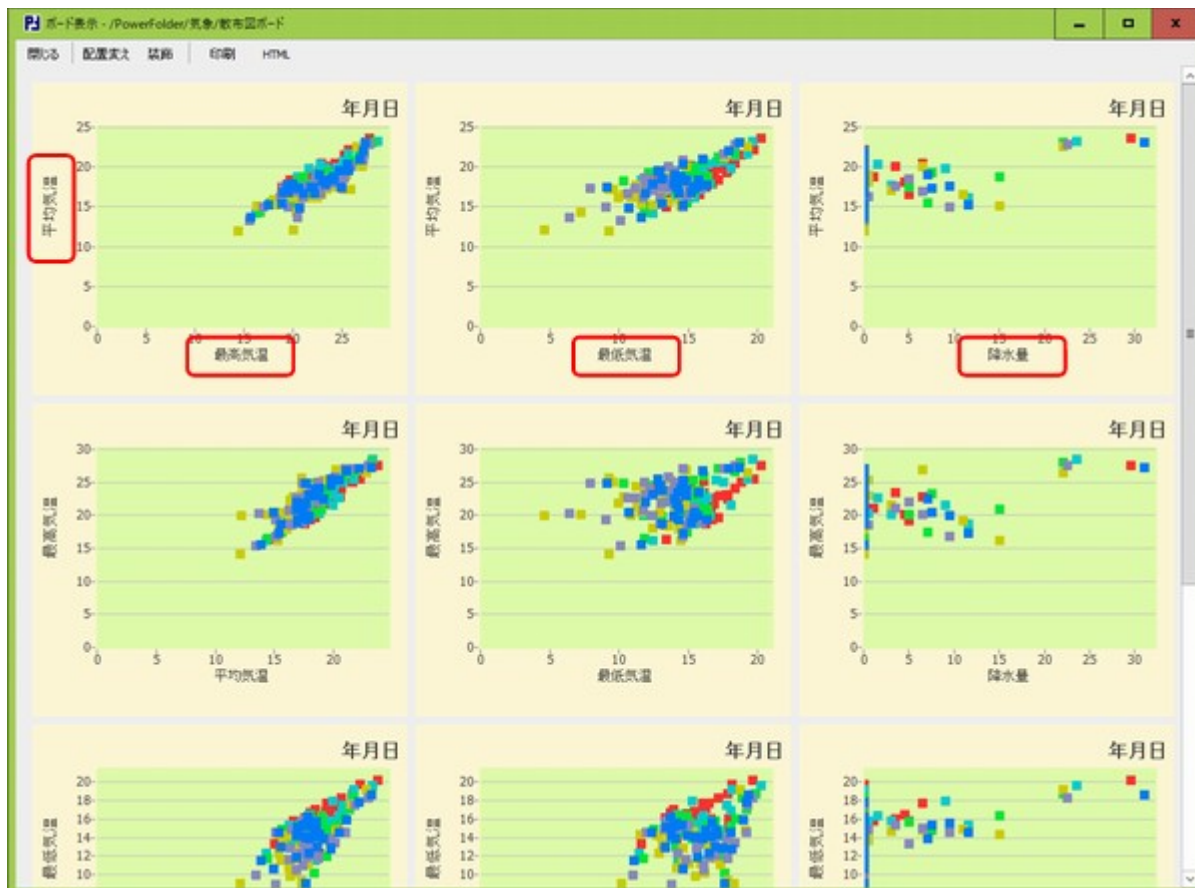 ボード表示 - /PowerFolder/気象/散布図ボード
閉じる 配置変え 装飾 印刷 HTML
年月日 年月日 年月日
25 25 25
20 20 20
平均気温 平均気温 平均気温
15 15 15
10 10 10
5 5 5
0 0 0
0 5 10 15 20 25 0 5 10 15 20 0 5 10 15 20 25 30
最高気温 最低気温 降水量
年月日 年月日 年月日
30 30 30
25 25 25
最高気温 最高気温 最高気温
20 20 20
15 15 15
10 10 10
5 5 5
0 0 0
0 5 10 15 20 0 5 10 15 20 0 5 10 15 20 25 30
平均気温 最低気温 降水量
年月日 年月日 年月日
20 20 20
18 18 18
16 16 16
最低気温 最低気温 最低気温
14 14 14
12 12 12
10 10 10